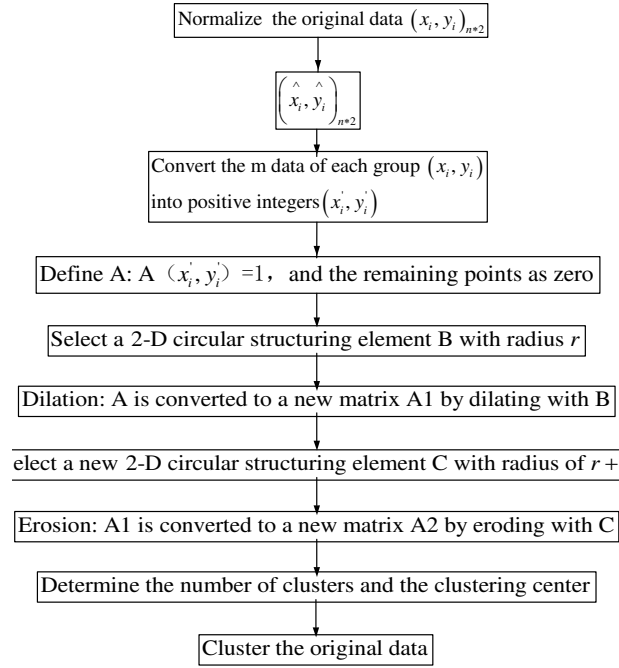 Normalize the original data (x_i, y_i)_{n*2}
(x̂_i, ŷ_i)_{n*2}
Convert the m data of each group (x_i, y_i)
into positive integers(x_i', y_i')
Define A: A（x_i', y_i'）=1，and the remaining points as zero
Select a 2-D circular structuring element B with radius r
Dilation: A is converted to a new matrix A1 by dilating with B
elect a new 2-D circular structuring element C with radius of r +
Erosion: A1 is converted to a new matrix A2 by eroding with C
Determine the number of clusters and the clustering center
Cluster the original data